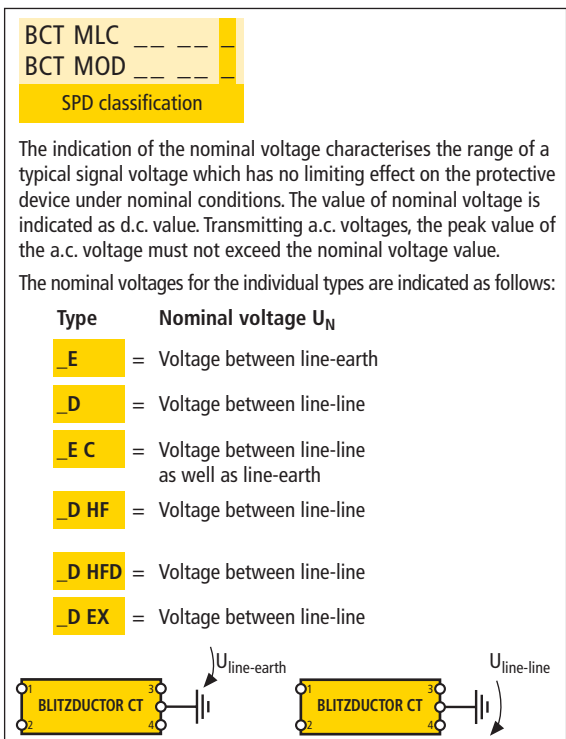 BCT MLC _ _ _ _ _
BCT MOD _ _ _ _ _
SPD classification
The indication of the nominal voltage characterises the range of a
typical signal voltage which has no limiting effect on the protective
device under nominal conditions. The value of nominal voltage is
indicated as d.c. value. Transmitting a.c. voltages, the peak value of
the a.c. voltage must not exceed the nominal voltage value.
The nominal voltages for the individual types are indicated as follows:
Type Nominal voltage UN
_E = Voltage between line-earth
_D = Voltage between line-line
_E C = Voltage between line-line
as well as line-earth
_D HF = Voltage between line-line
_D HFD = Voltage between line-line
_D EX = Voltage between line-line
Uline-earth Uline-line
1 3 1 3
BLITZDUCTOR CT BLITZDUCTOR CT
2 4 2 4